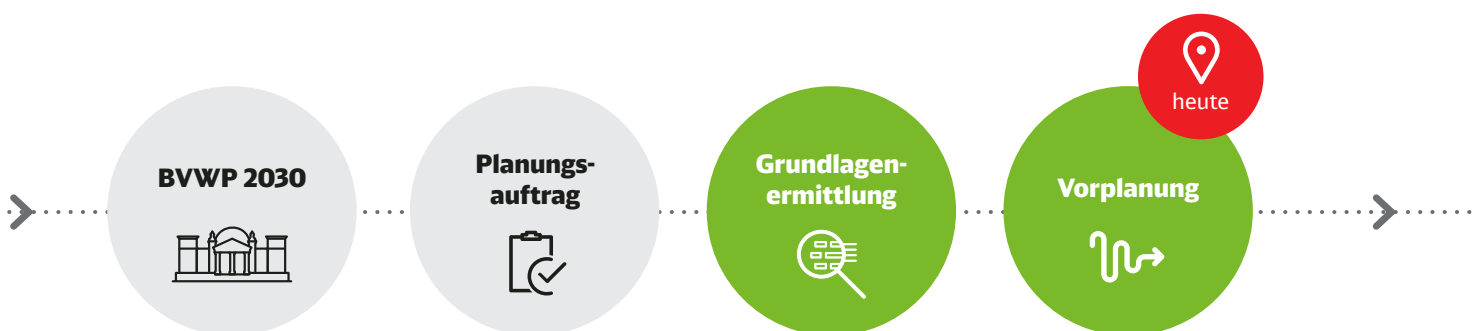 BVWP 2030
Planungs-
auftrag
Grundlagen-
ermittlung
Vorplanung
heute